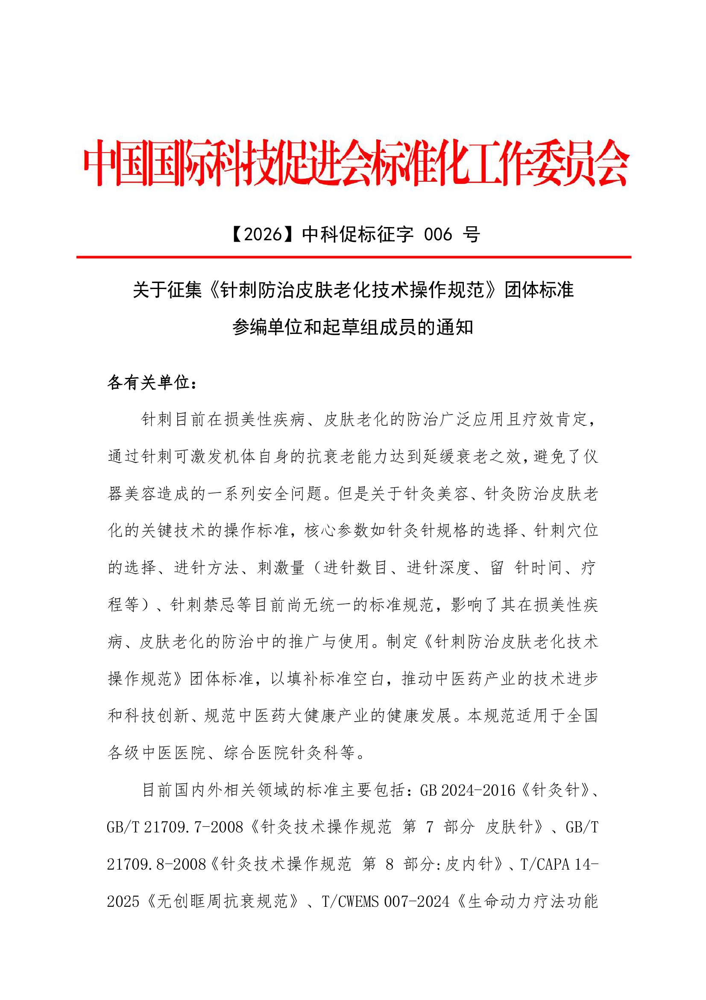 中国国际科技促进会标准化工作委员会
【2026】中科促标征字 006 号
关于征集《针刺防治皮肤老化技术操作规范》团体标准
参编单位和起草组成员的通知
各有关单位：
针刺目前在损美性疾病、皮肤老化的防治广泛应用且疗效肯定，
通过针刺可激发机体自身的抗衰老能力达到延缓衰老之效，避免了仪
器美容造成的一系列安全问题。但是关于针灸美容、针灸防治皮肤老
化的关键技术的操作标准，核心参数如针灸针规格的选择、针刺穴位
的选择、进针方法、刺激量（进针数目、进针深度、留 针时间、疗
程等）、针刺禁忌等目前尚无统一的标准规范，影响了其在损美性疾
病、皮肤老化的防治中的推广与使用。制定《针刺防治皮肤老化技术
操作规范》团体标准，以填补标准空白，推动中医药产业的技术进步
和科技创新、规范中医药大健康产业的健康发展。本规范适用于全国
各级中医医院、综合医院针灸科等。
目前国内外相关领域的标准主要包括：GB 2024-2016《针灸针》、
GB/T 21709.7-2008《针灸技术操作规范 第 7 部分 皮肤针》、GB/T
21709.8-2008《针灸技术操作规范 第 8 部分：皮内针》、T/CAPA 14-
2025《无创眶周抗衰规范》、T/CWEMS 007-2024《生命动力疗法功能